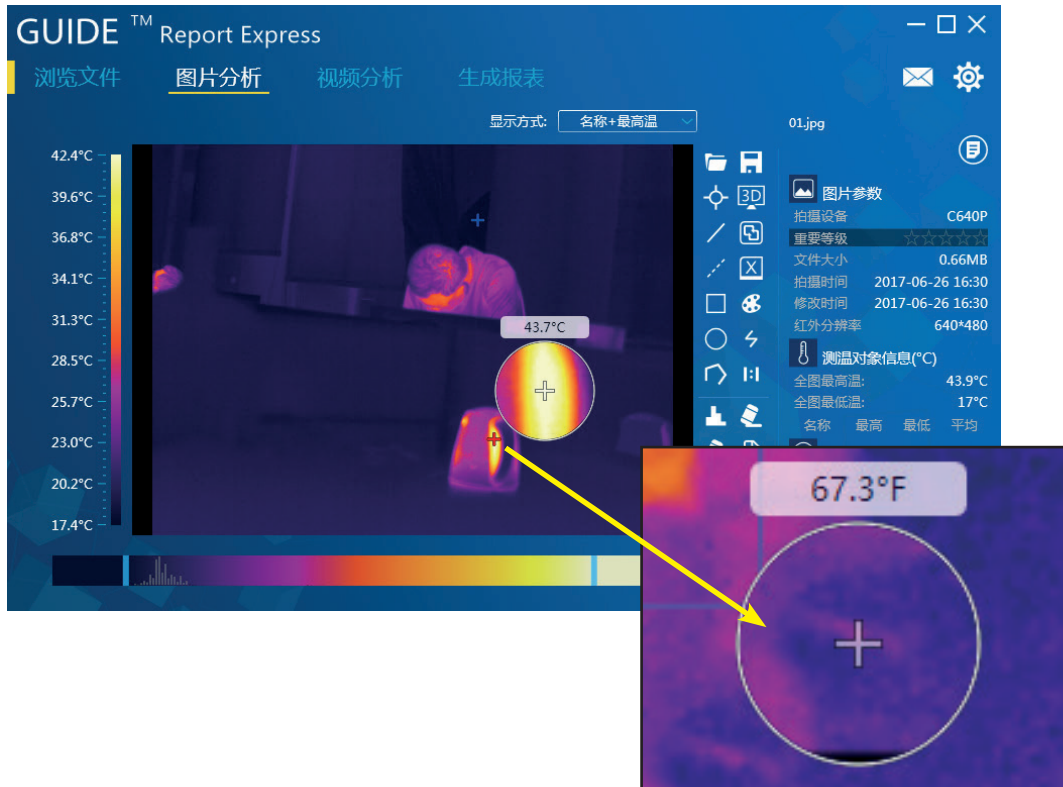 GUIDE ™ Report Express
浏览文件 图片分析 视频分析 生成报表
显示方式: 名称+最高温
01.jpg
42.4°C
39.6°C
36.8°C
34.1°C
31.3°C
28.5°C
25.7°C
23.0°C
20.2°C
17.4°C
43.7°C
3D
X
1:1
图片参数
拍摄设备 C640P
重要等级 ☆☆☆☆☆
文件大小 0.66MB
拍摄时间 2017-06-26 16:30
修改时间 2017-06-26 16:30
红外分辨率 640*480
测温对象信息(°C)
全图最高温: 43.9°C
全图最低温: 17°C
名称 最高 最低 平均
67.3°F